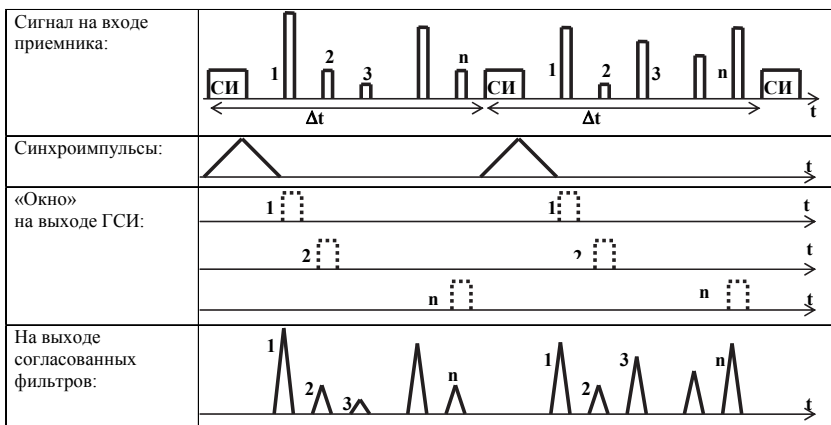 Сигнал на входе
приемника:
1 2 3 n 1 2 3 n
СИ СИ СИ
Δt Δt t
Синхроимпульсы:
t
«Окно»
на выходе ГСИ:
1 1 t
2 2 t
n n t
На выходе
согласованных
фильтров:
1 2 3 n 1 2 3 n
t